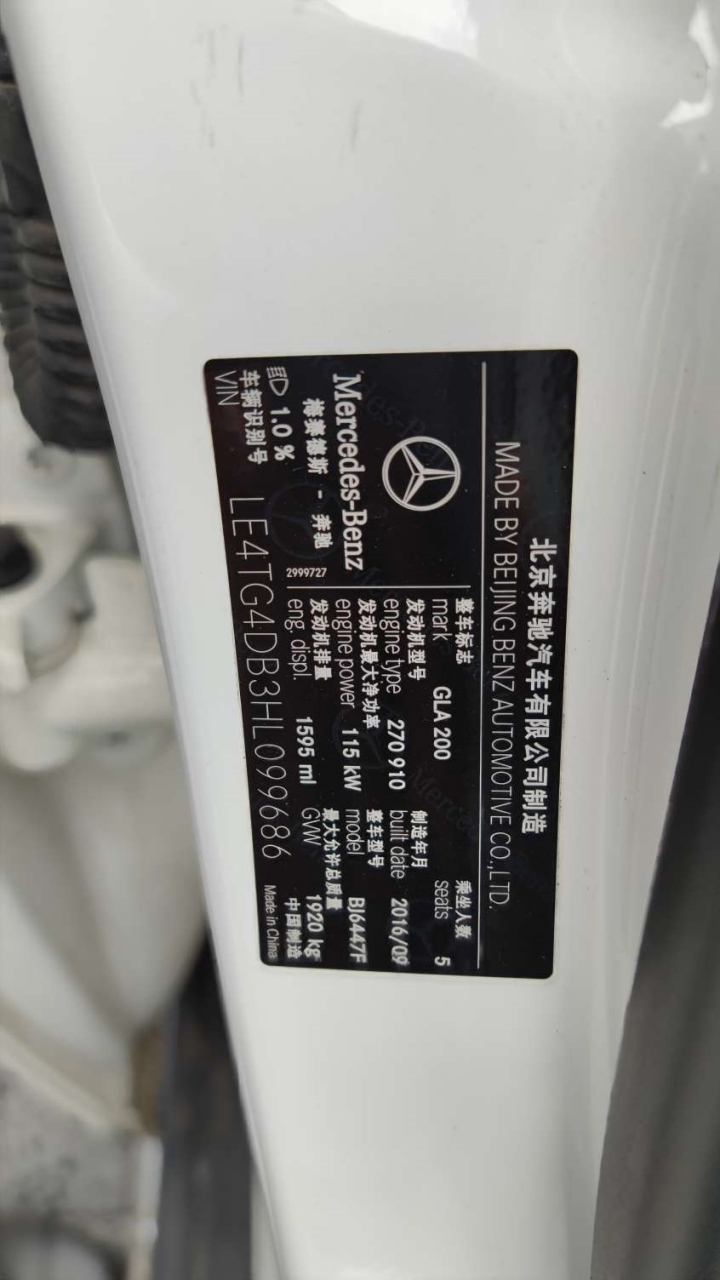 北京奔驰汽车有限公司制造
MADE BY BEIJING BENZ AUTOMOTIVE CO.,LTD.
Mercedes-Benz
梅赛德斯 - 奔驰
2999727
整车标志
mark GLA 200
乘坐人数
seats 5
发动机型号
engine type 270 910
制造年月
built date 2016/09
发动机最大净功率
engine power 115 kW
整车型号
model BJ6447F
发动机排量
eng. displ. 1595 ml
最大允许总质量
GVW 1920 kg
1.0 %
中国制造
Made in China
车辆识别号
VIN LE4TG4DB3HL099686